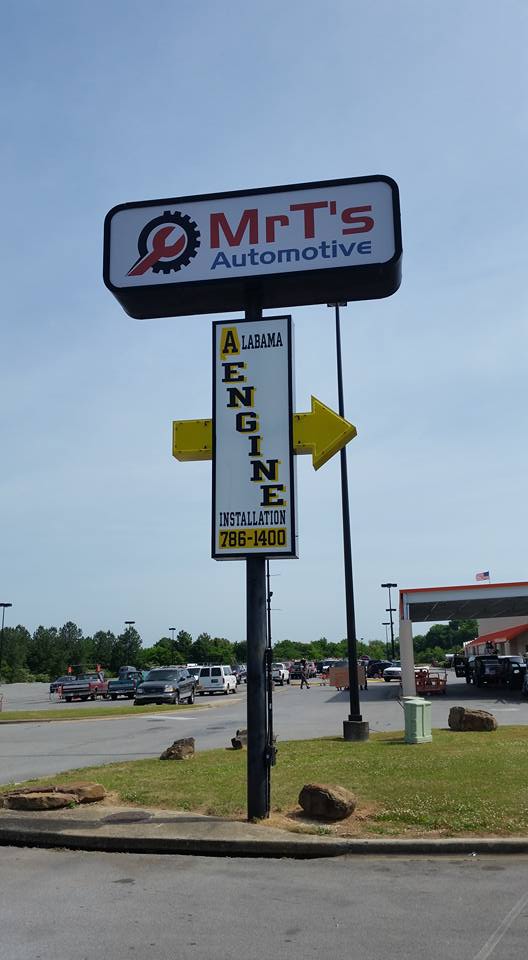 MrT's
Automotive
ALABAMA
ENGINE
INSTALLATION
786-1400